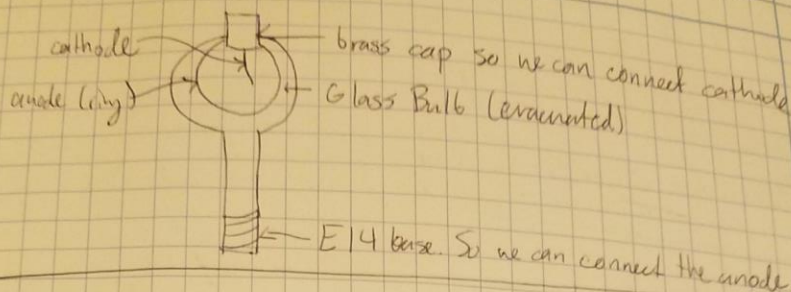 cathode
brass cap so we can connect cathode
anode (ring)
Glass Bulb (evacuated)
E14 base. So we can connect the anode